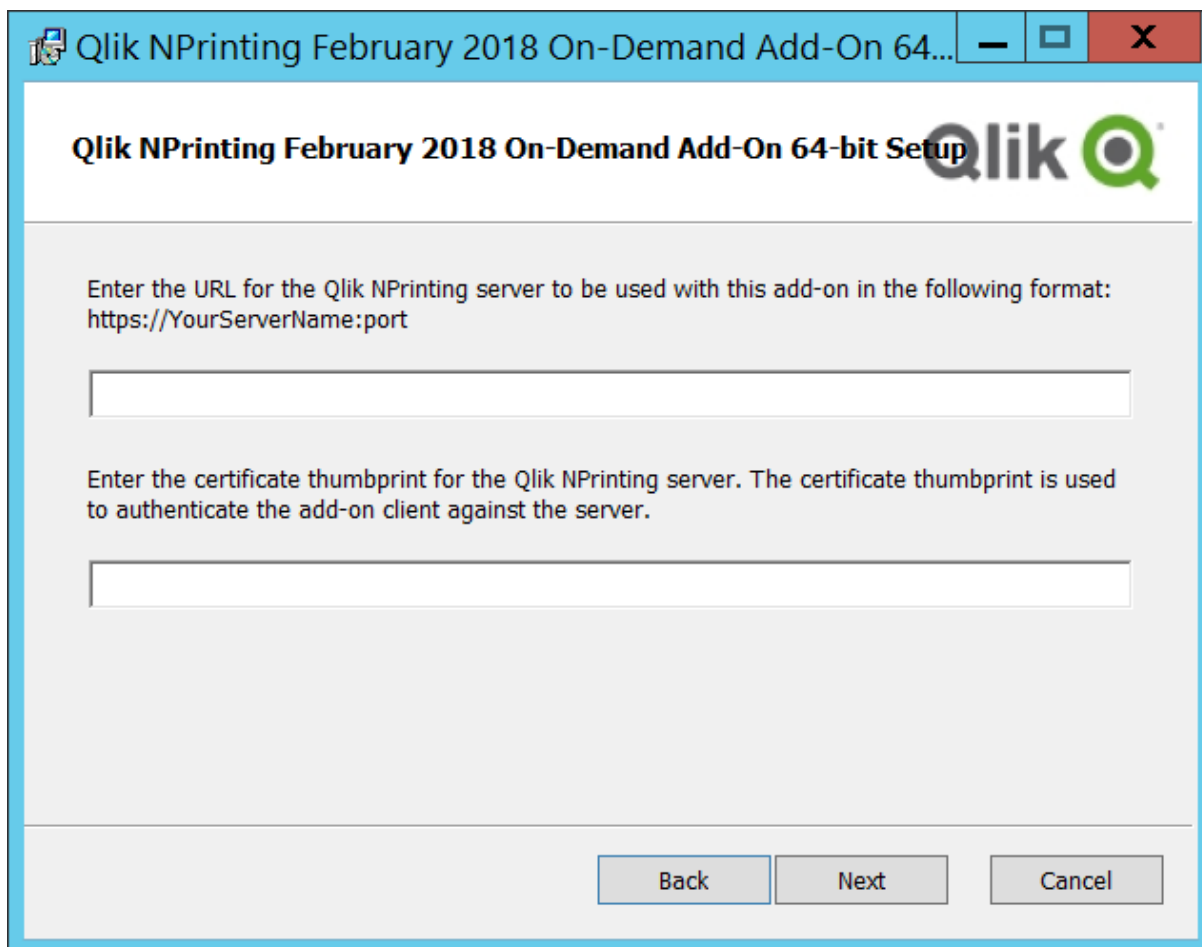 Qlik NPrinting February 2018 On-Demand Add-On 64...
Qlik NPrinting February 2018 On-Demand Add-On 64-bit Setup
Qlik
Enter the URL for the Qlik NPrinting server to be used with this add-on in the following format:
https://YourServerName:port
Enter the certificate thumbprint for the Qlik NPrinting server. The certificate thumbprint is used
to authenticate the add-on client against the server.
Back Next Cancel